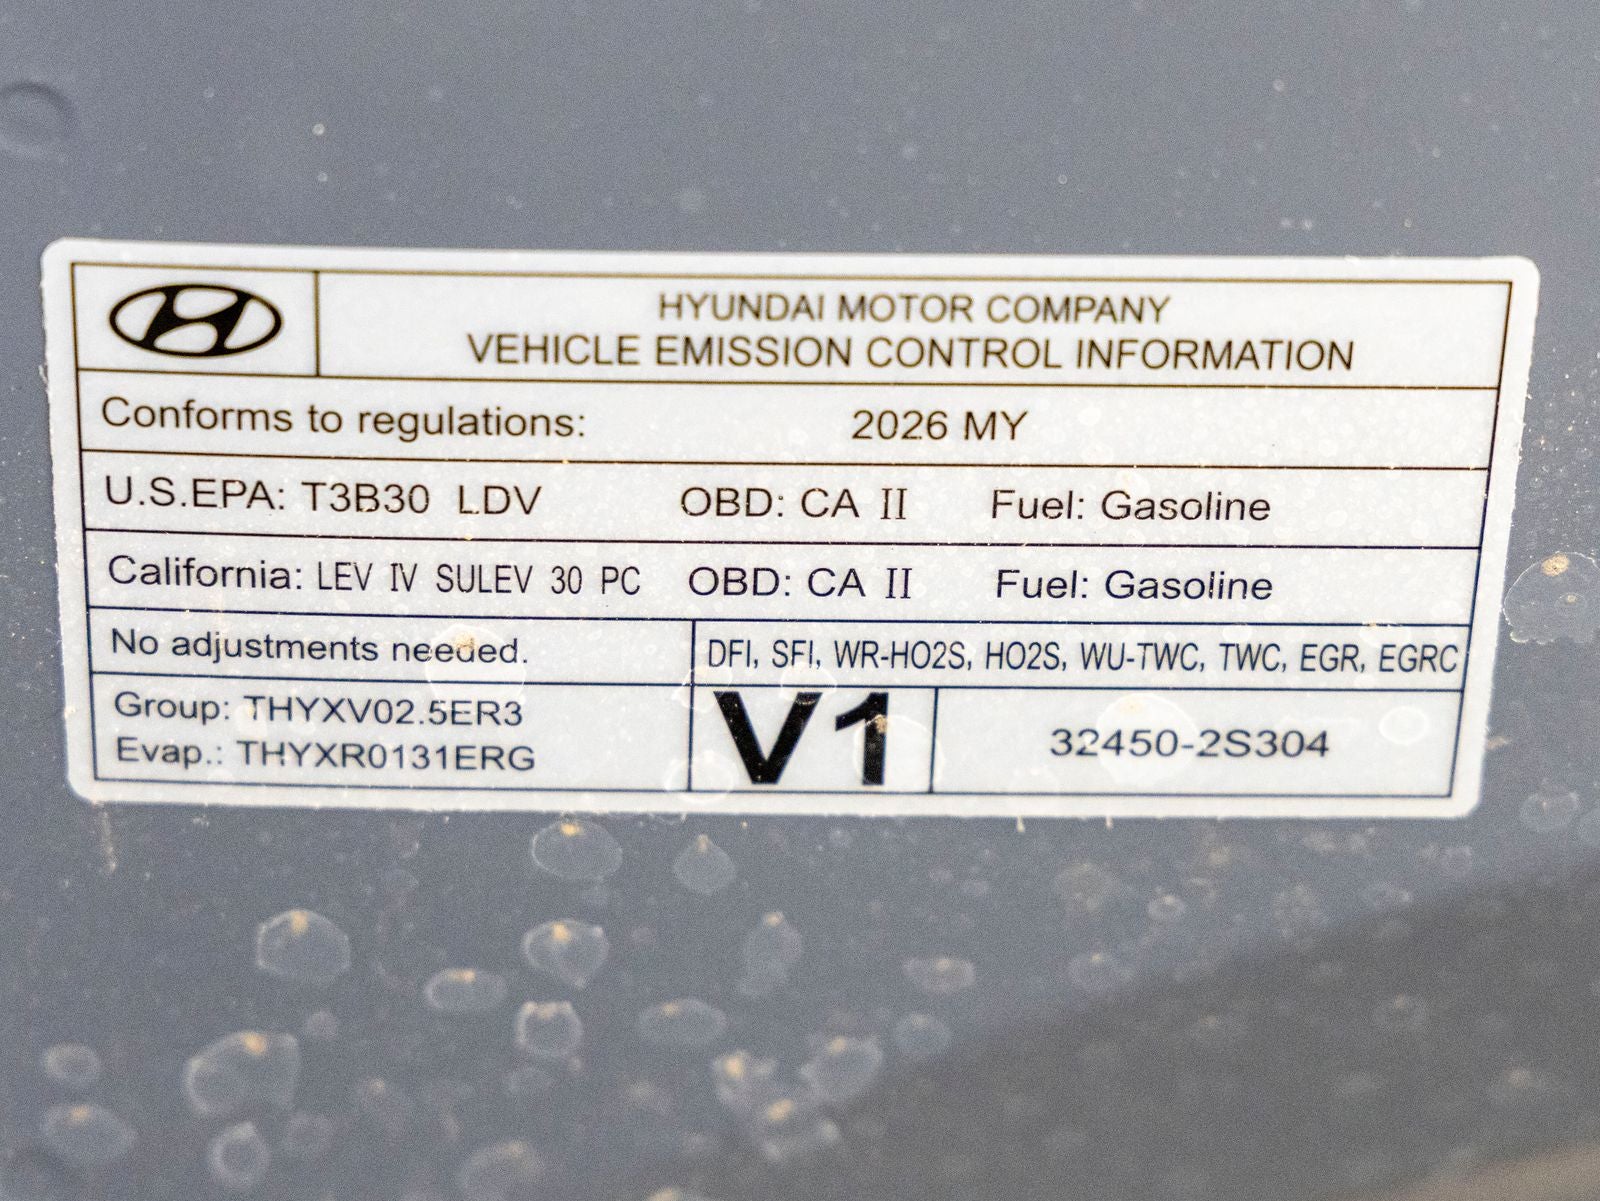 HYUNDAI MOTOR COMPANY
VEHICLE EMISSION CONTROL INFORMATION
Conforms to regulations: 2026 MY
U.S.EPA: T3B30 LDV OBD: CA II Fuel: Gasoline
California: LEV IV SULEV 30 PC OBD: CA II Fuel: Gasoline
No adjustments needed. DFI, SFI, WR-HO2S, HO2S, WU-TWC, TWC, EGR, EGRC
Group: THYXV02.5ER3
Evap.: THYXR0131ERG
V1
32450-2S304